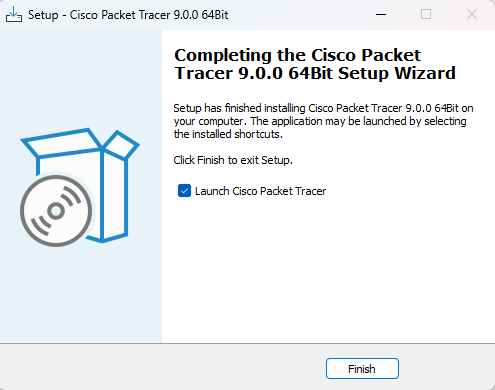 Setup - Cisco Packet Tracer 9.0.0 64Bit
Completing the Cisco Packet
Tracer 9.0.0 64Bit Setup Wizard
Setup has finished installing Cisco Packet Tracer 9.0.0 64Bit on
your computer. The application may be launched by selecting
the installed shortcuts.
Click Finish to exit Setup.
Launch Cisco Packet Tracer
Finish